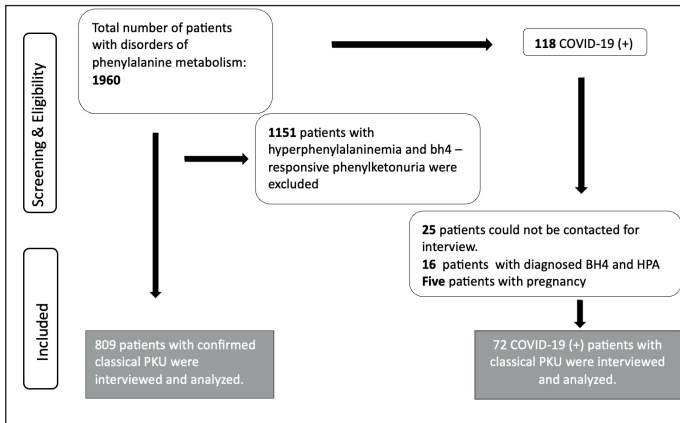 Screening & Eligibility
Total number of patients
with disorders of
phenylalanine metabolism:
1960
118 COVID-19 (+)
1151 patients with
hyperphenylalaninemia and bh4 –
responsive phenylketonuria were
excluded
25 patients could not be contacted for
interview.
16 patients with diagnosed BH4 and HPA
Five patients with pregnancy
Included
809 patients with confirmed
classical PKU were
interviewed and analyzed.
72 COVID-19 (+) patients with
classical PKU were interviewed
and analyzed.